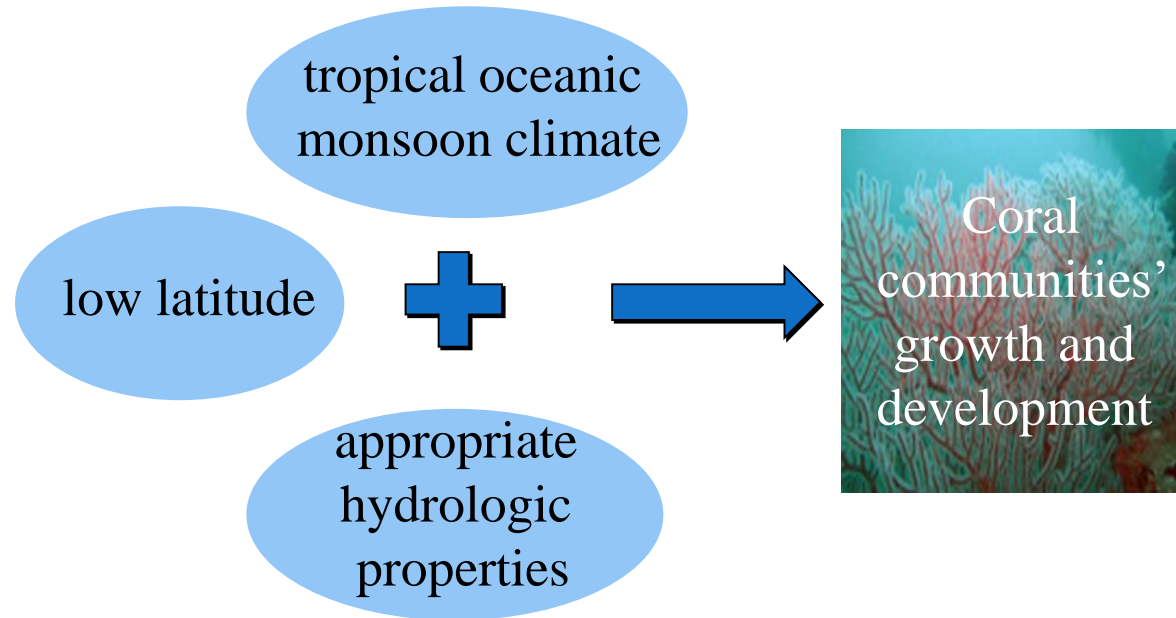 tropical oceanic
monsoon climate
low latitude
appropriate
hydrologic
properties
Coral
communities’
growth and
development